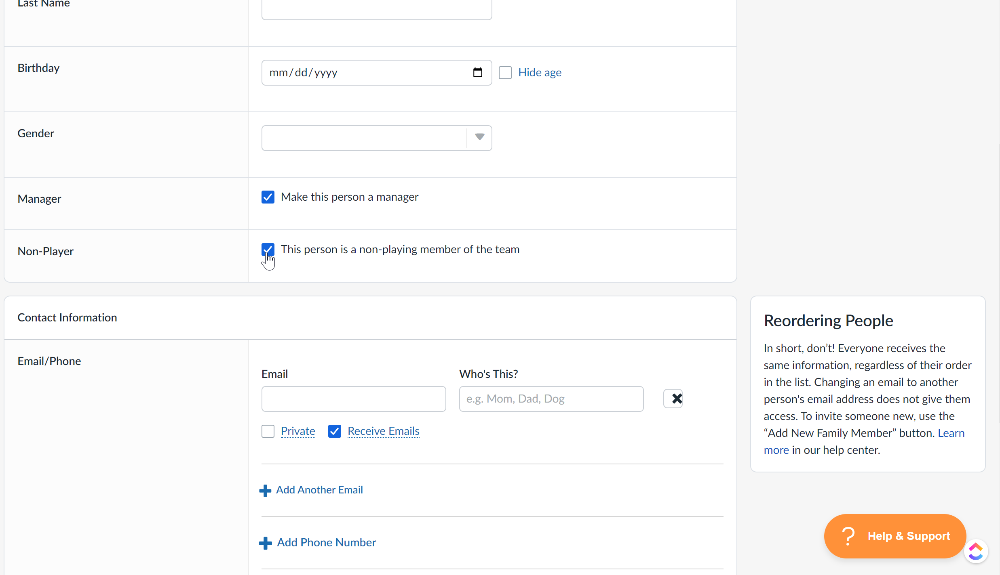 Last Name
Birthday
mm/dd/yyyy
Hide age
Gender
Manager
Make this person a manager
Non-Player
This person is a non-playing member of the team
Contact Information
Email/Phone
Email
Who's This?
e.g. Mom, Dad, Dog
Private
Receive Emails
Add Another Email
Add Phone Number
Reordering People
In short, don’t! Everyone receives the
same information, regardless of their order
in the list. Changing an email to another
person's email address does not give them
access. To invite someone new, use the
“Add New Family Member” button. Learn
more in our help center.
? Help & Support